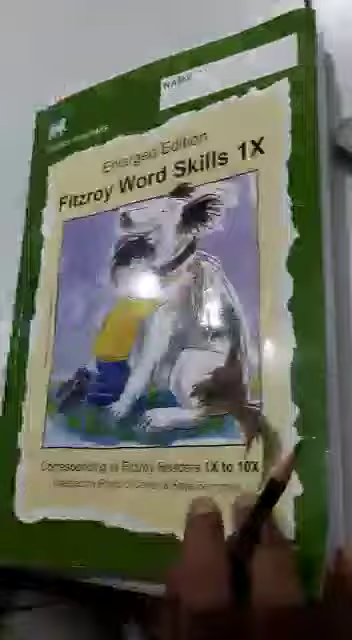 NAME
Enlarged Edition
Fitzroy Word Skills 1X
Corresponding to Fitzroy Readers 1X to 10X